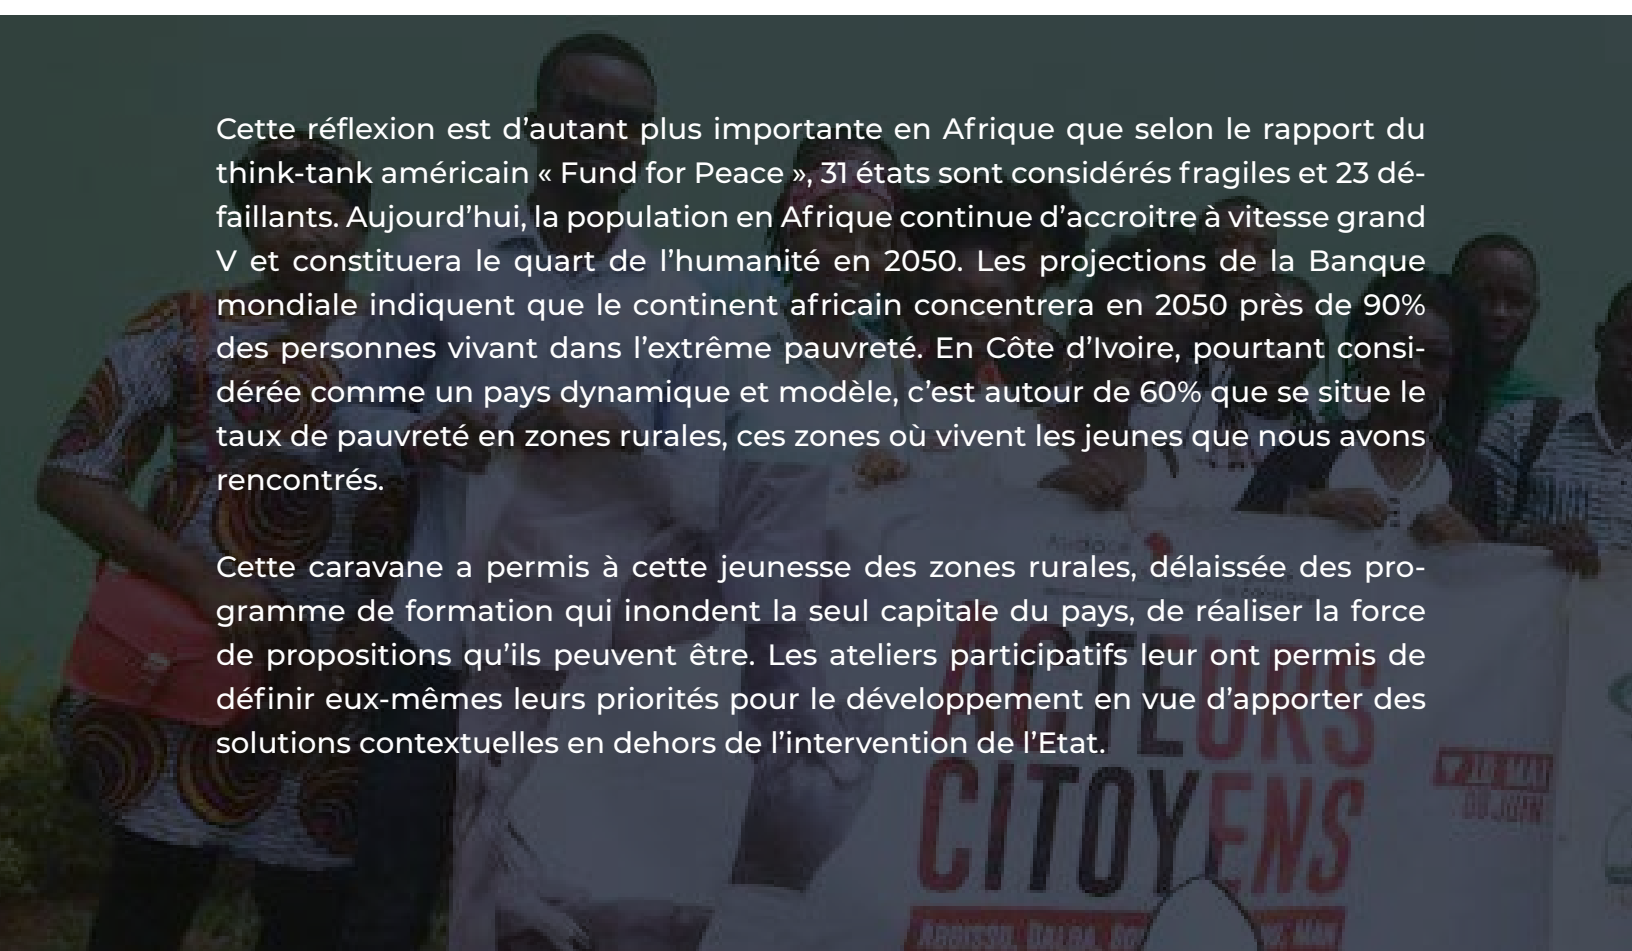 Cette réflexion est d’autant plus importante en Afrique que selon le rapport du
think-tank américain « Fund for Peace », 31 états sont considérés fragiles et 23 dé-
faillants. Aujourd’hui, la population en Afrique continue d’accroitre à vitesse grand
V et constituera le quart de l’humanité en 2050. Les projections de la Banque
mondiale indiquent que le continent africain concentrera en 2050 près de 90%
des personnes vivant dans l’extrême pauvreté. En Côte d’Ivoire, pourtant consi-
dérée comme un pays dynamique et modèle, c’est autour de 60% que se situe le
taux de pauvreté en zones rurales, ces zones où vivent les jeunes que nous avons
rencontrés.
Cette caravane a permis à cette jeunesse des zones rurales, délaissée des pro-
gramme de formation qui inondent la seul capitale du pays, de réaliser la force
de propositions qu’ils peuvent être. Les ateliers participatifs leur ont permis de
définir eux-mêmes leurs priorités pour le développement en vue d’apporter des
solutions contextuelles en dehors de l’intervention de l’Etat.
Audace
ACTEURS
CITOYENS
18 MAI
08 JUIN
MAN